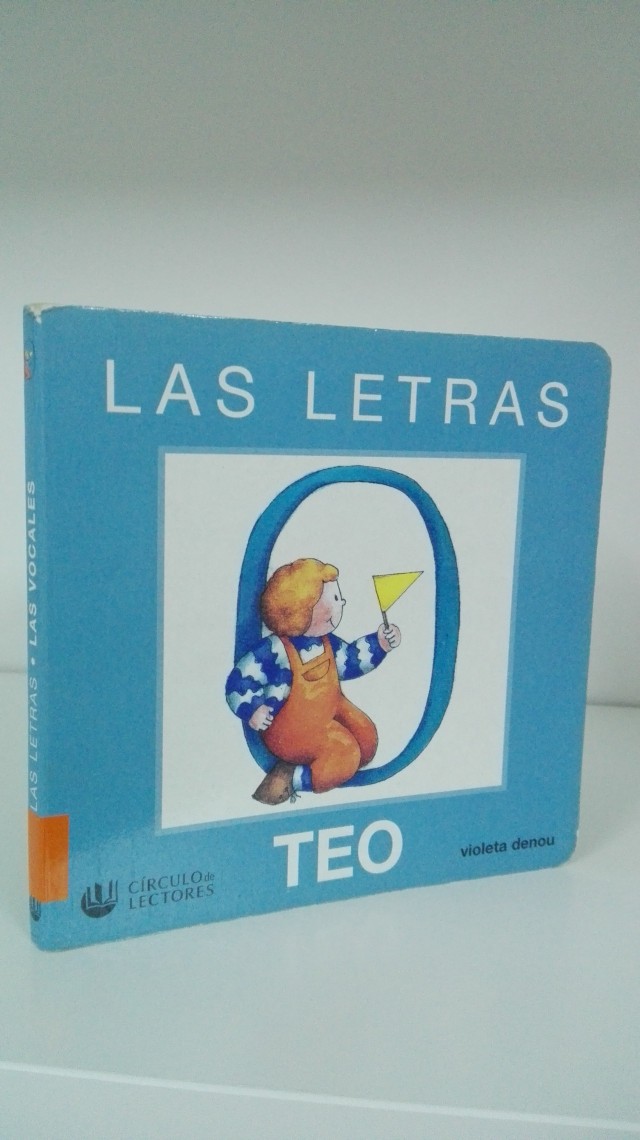 LAS LETRAS
LAS LETRAS • LAS VOCALES
TEO
violeta denou
CÍRCULO de
LECTORES